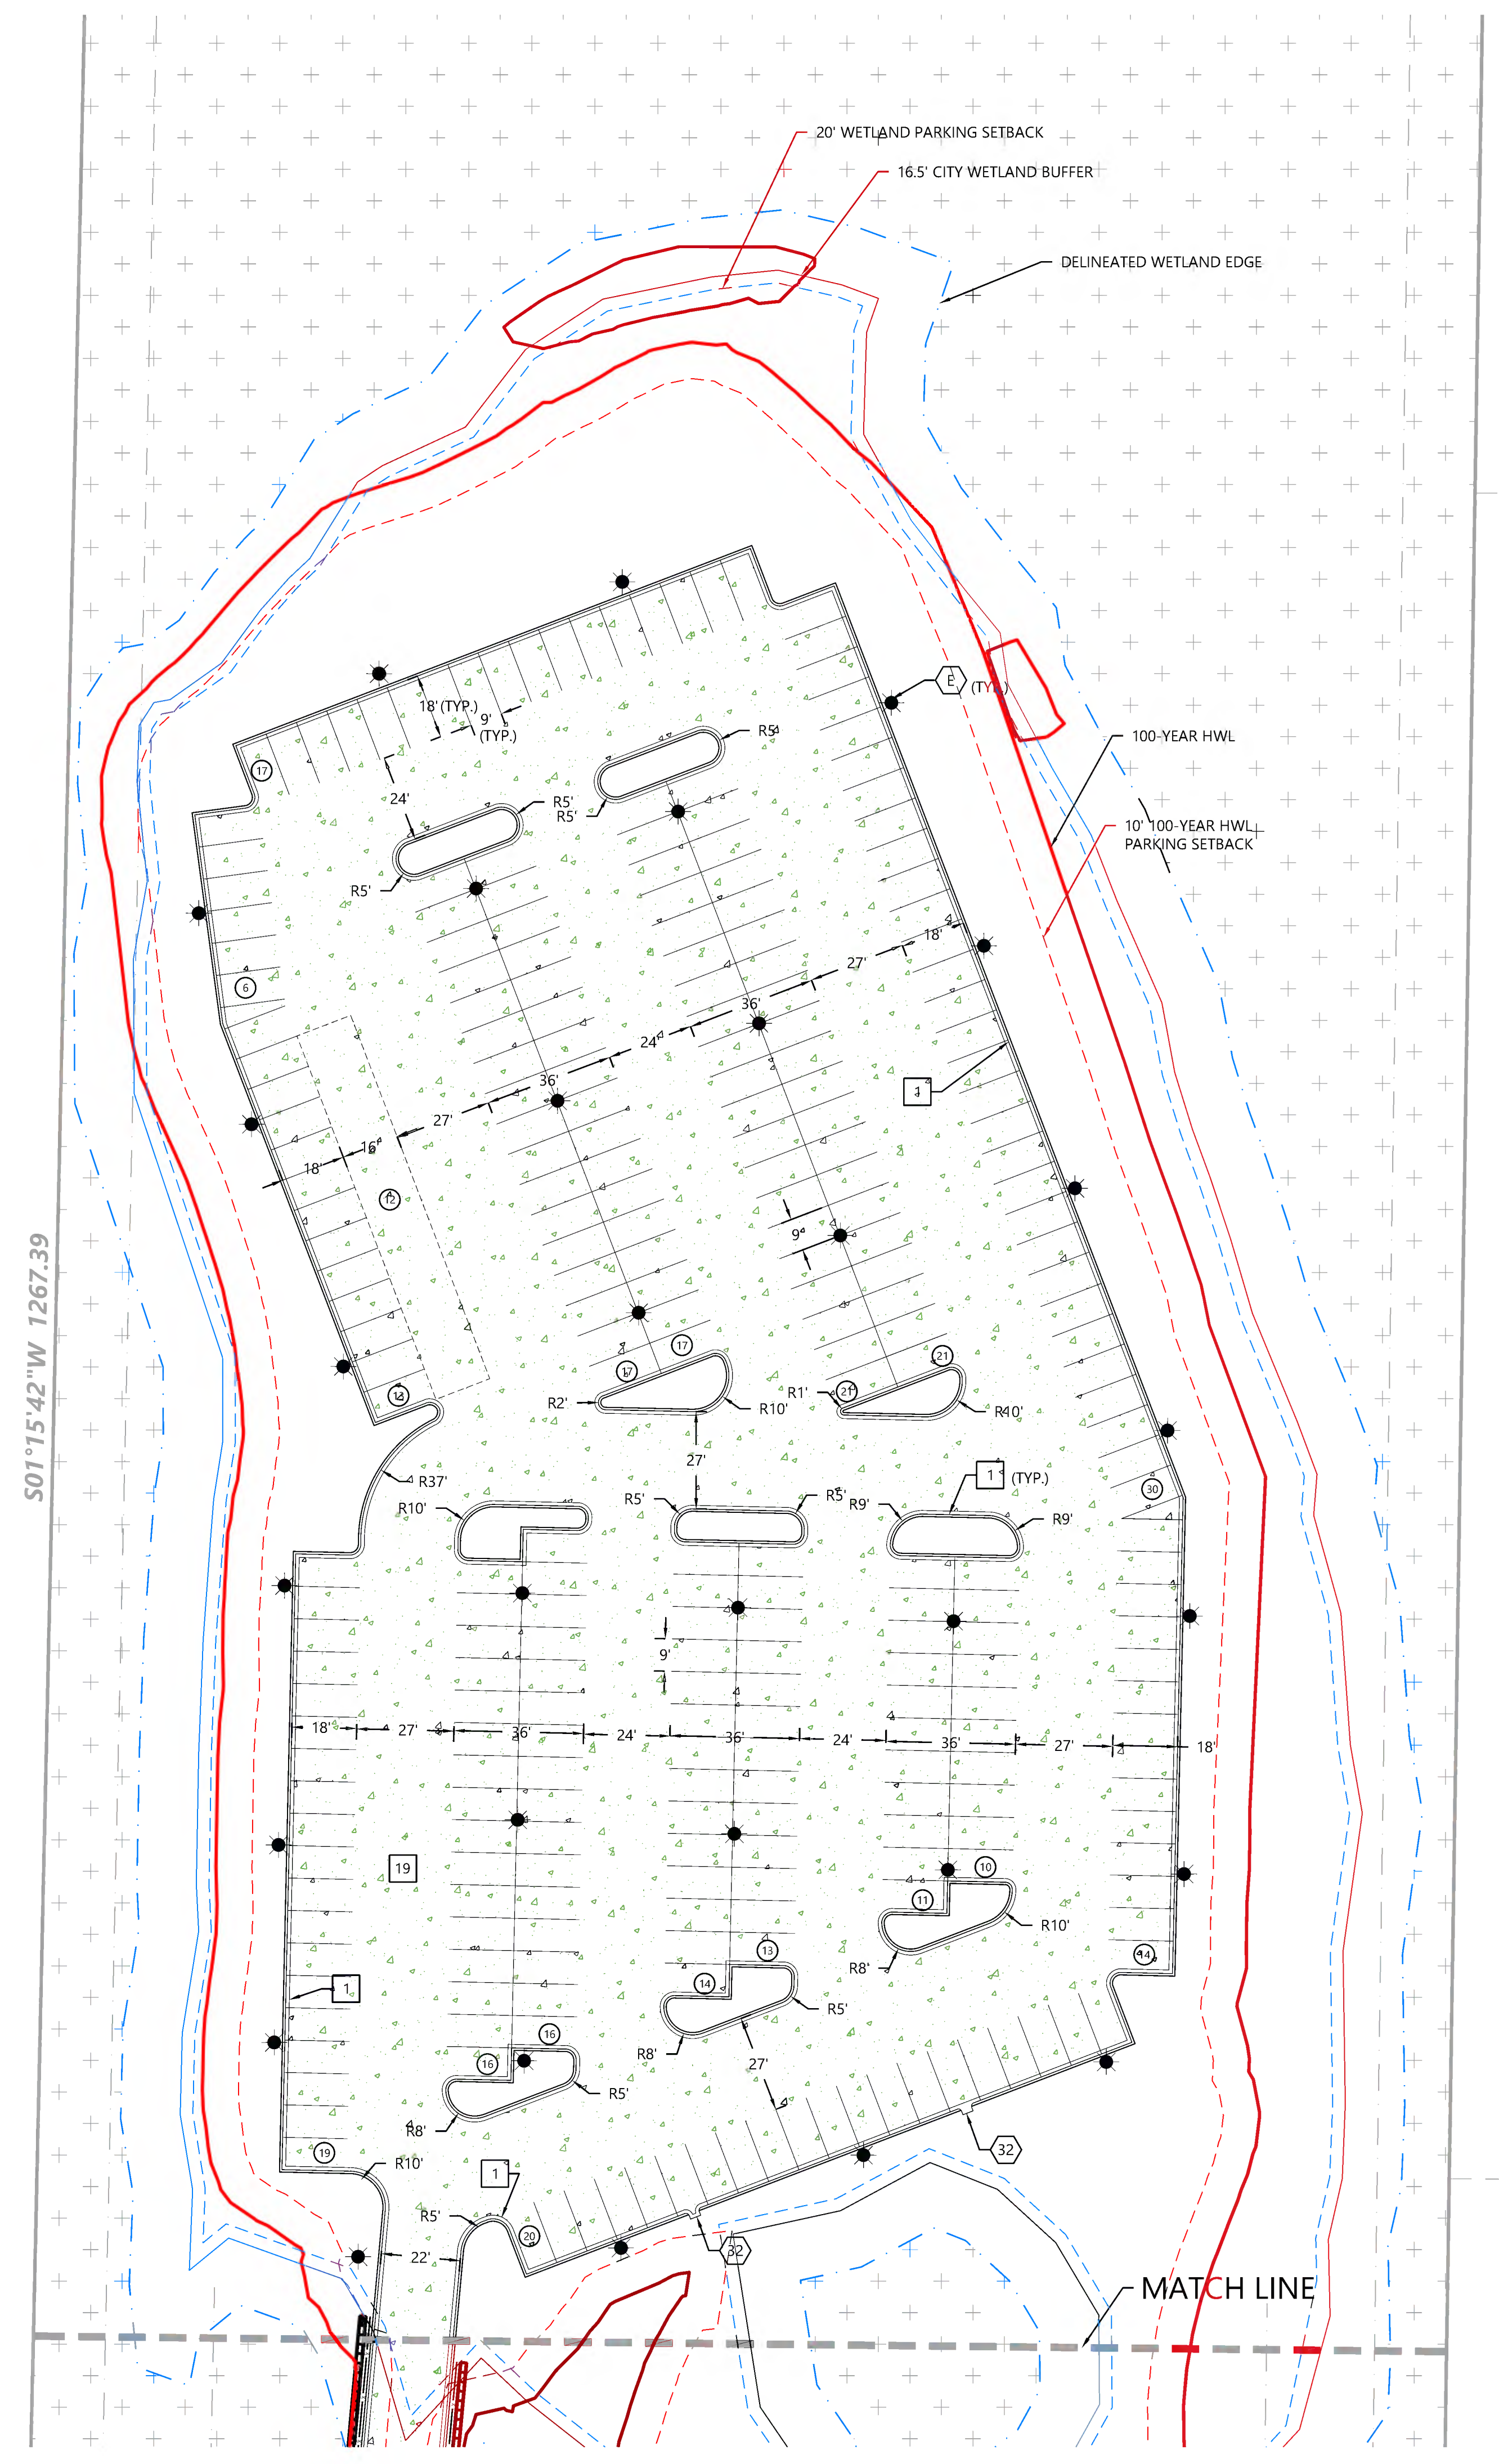 20' WETLAND PARKING SETBACK
16.5' CITY WETLAND BUFFER
DELINEATED WETLAND EDGE
E
(TYP.)
18' (TYP.)
9'
(TYP.)
R5'
100-YEAR HWL
17
24'
R5'
R5'
10' 100-YEAR HWL
PARKING SETBACK
R5'
18'
27'
6
36'
24'
36'
1
27'
16'
18'
12
9'
S01°15'42"W 1267.39
17
17
21
21
13
R2'
R10'
R1'
R40'
27'
R37'
1
(TYP.)
30
R10'
R5'
R5'
R9'
R9'
9'
18'
27'
36'
24'
36'
24'
36'
27'
18'
19
10
11
R10'
13
14
R8'
14
1
R5'
16
16
R8'
27'
R5'
R8'
19
R10'
32
1
R5'
20
22'
32
MATCH LINE